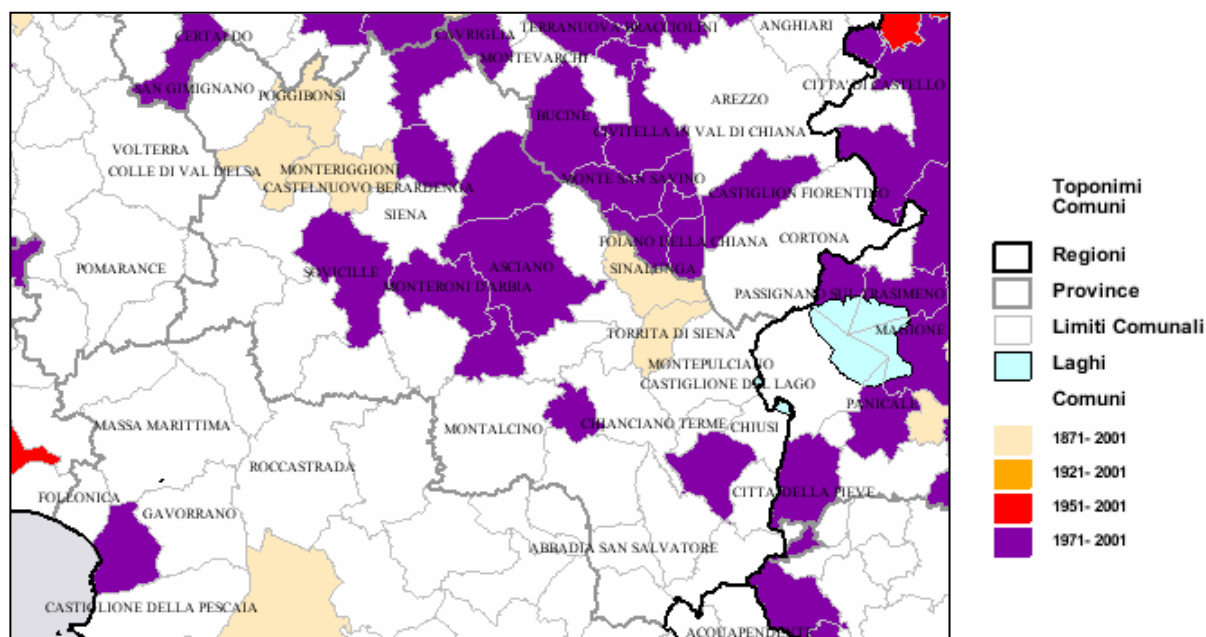 CERTALDO
CAVRIGLIA
TERRANUOVA BRACCIOLINI
ANGHIARI
MONTEVARCHI
SAN GIMIGNANO
POGGIBONSI
CITTA' DI CASTELLO
AREZZO
BUCINE
CIVITELLA IN VAL DI CHIANA
VOLTERRA
COLLE DI VAL D'ELSA
MONTERIGGIONI
CASTELNUOVO BERARDENGA
MONTE SAN SAVINO
CASTIGLION FIORENTINO
SIENA
FOIANO DELLA CHIANA
CORTONA
POMARANCE
SOVICILLE
ASCIANO
SINALUNGA
MONTERONI D'ARBIA
PASSIGNANO SUL TRASIMENO
TORRITA DI SIENA
MAGIONE
MONTEPULCIANO
CASTIGLIONE DEL LAGO
PANICALE
MASSA MARITTIMA
MONTALCINO
CHIANCIANO TERME
CHIUSI
ROCCASTRADA
FOLLONICA
CITTA' DELLA PIEVE
GAVORRANO
ABBADIA SAN SALVATORE
CASTIGLIONE DELLA PESCAIA
ACQUAPENDENTE
Toponimi
Comuni
Regioni
Province
Limiti Comunali
Laghi
Comuni
1871- 2001
1921- 2001
1951- 2001
1971- 2001